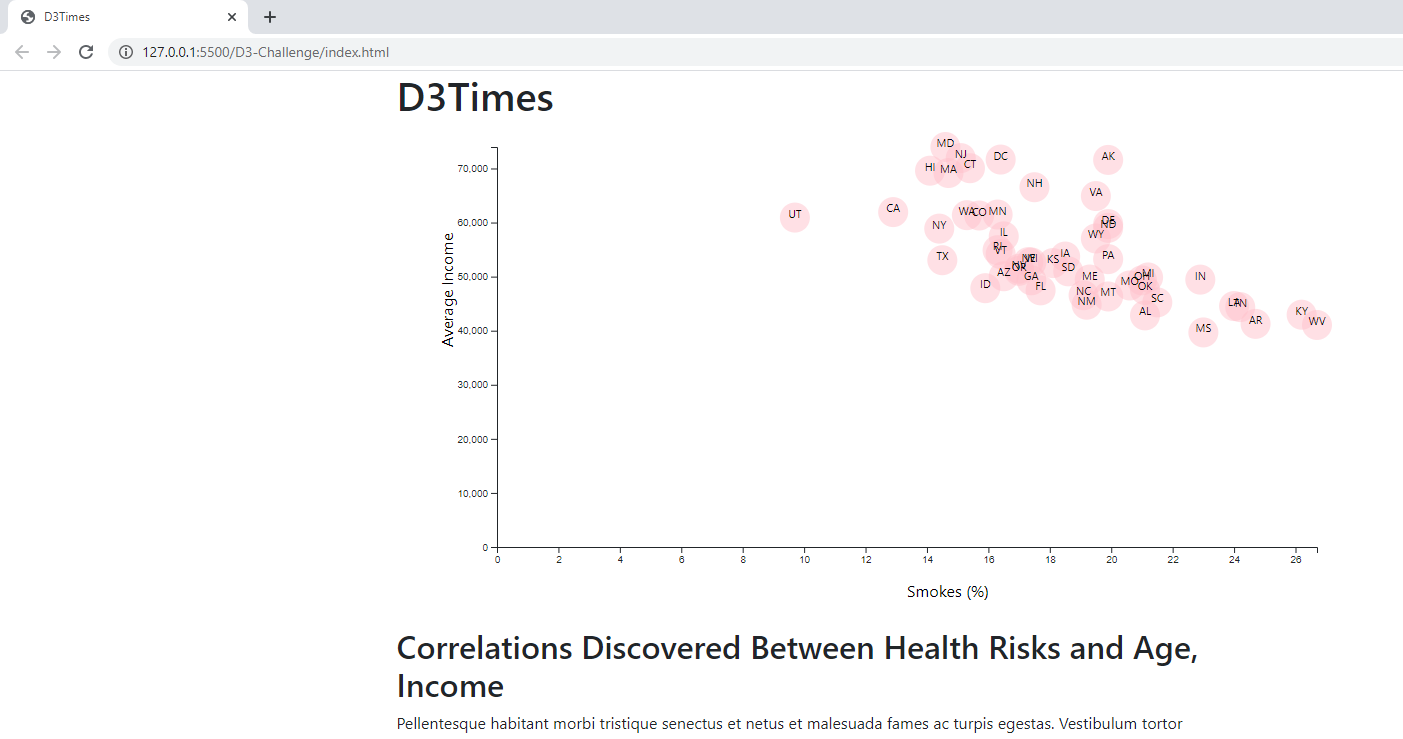 D3Times
127.0.0.1:5500/D3-Challenge/index.html
D3Times
Average Income
70,000
60,000
50,000
40,000
30,000
20,000
10,000
0
MD
NJ
DC
AK
HI
MA
CT
NH
VA
UT
CA
WA
CO
MN
NY
DE
ND
IL
WY
RI
VT
TX
KS
IA
PA
SD
OR
AZ
GA
ME
OH
MI
IN
ID
FL
MO
OK
NC
MT
NM
SC
AL
LA
TN
KY
WV
AR
MS
0 2 4 6 8 10 12 14 16 18 20 22 24 26
Smokes (%)
Correlations Discovered Between Health Risks and Age,
Income
Pellentesque habitant morbi tristique senectus et netus et malesuada fames ac turpis egestas. Vestibulum tortor